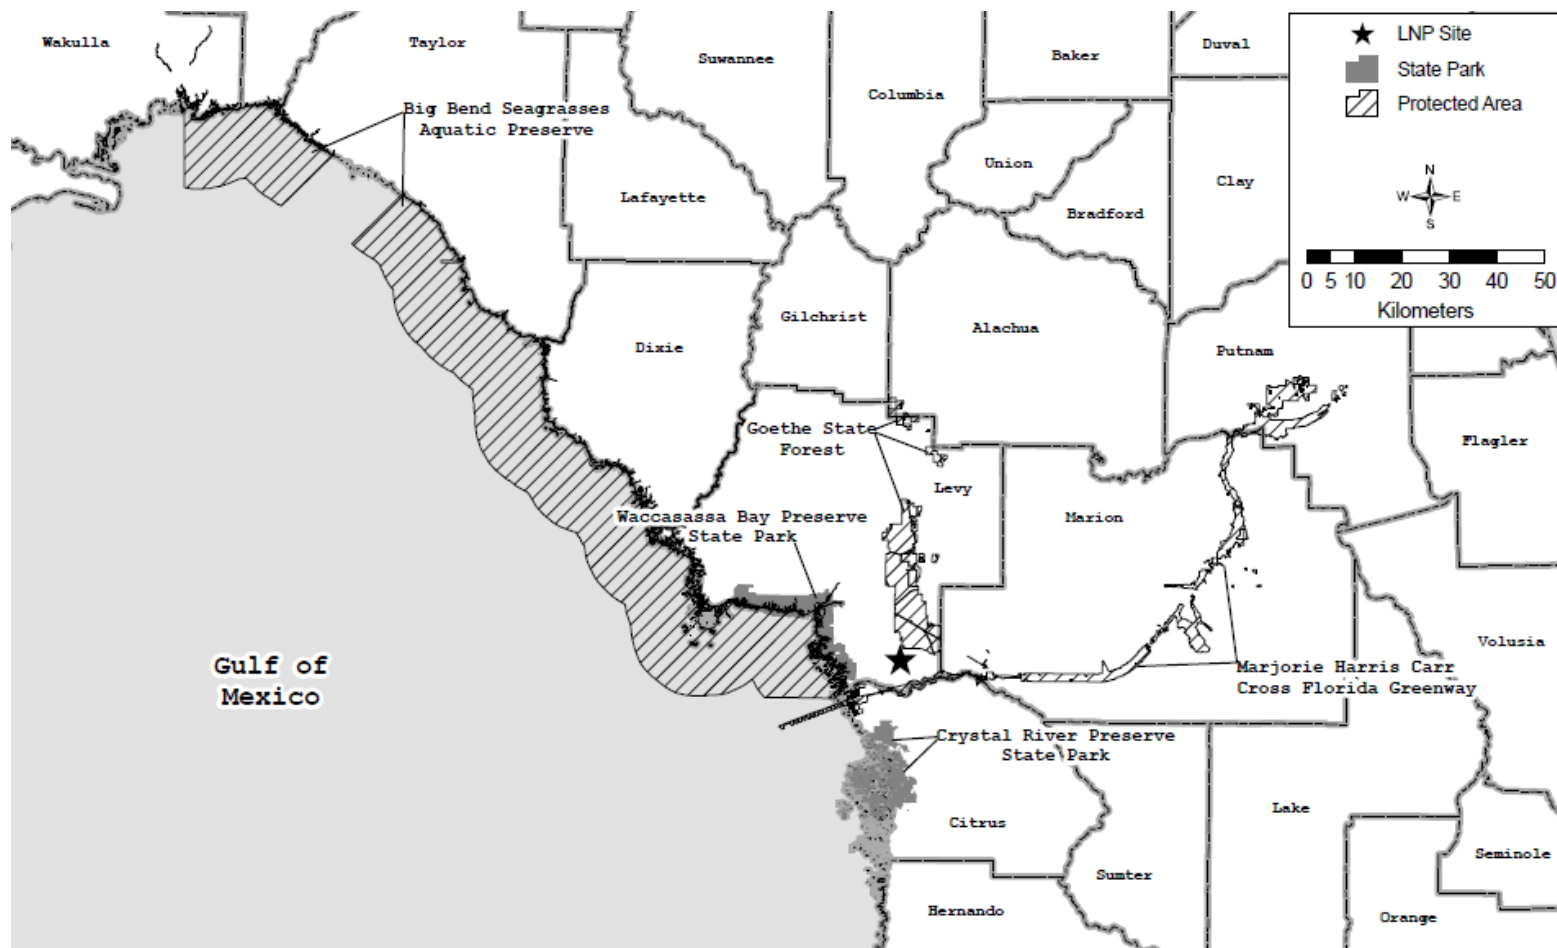 Wakulla
Taylor
Suwannee
Columbia
Baker
Duval
LNP Site
State Park
Protected Area
N
W E
S
0 5 10 20 30 40 50
Kilometers
Big Bend Seagrasses
Aquatic Preserve
Lafayette
Union
Bradford
Clay
Gilchrist
Alachua
Dixie
Putnam
Goethe State
Forest
Flagler
Levy
Marion
Waccasassa Bay Preserve
State Park
Volusia
Gulf of
Mexico
Marjorie Harris Carr
Cross Florida Greenway
Crystal River Preserve
State Park
Citrus
Lake
Sumter
Seminole
Hernando
Orange